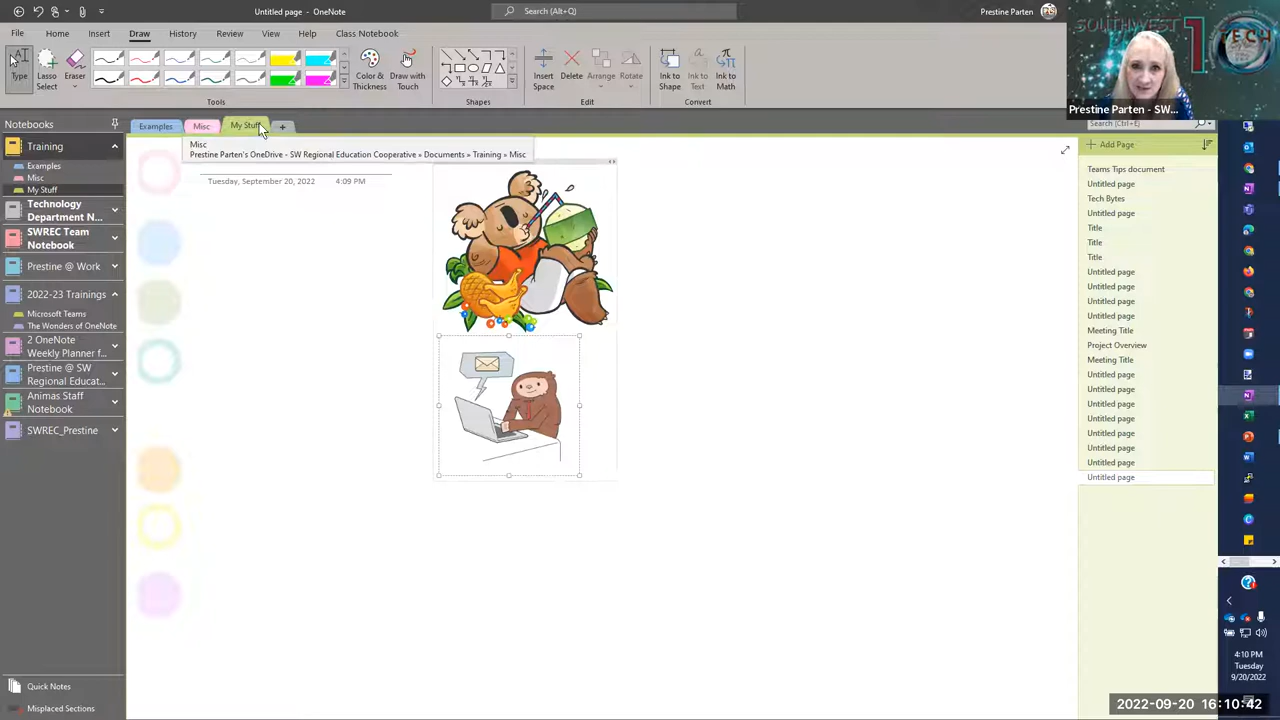 Untitled page - OneNote
Search (Alt+Q)
Prestine Parten
File Home Insert Draw History Review View Help Class Notebook
Type
Lasso Select
Eraser
Color & Thickness
Draw with Touch
Insert Space
Delete
Arrange
Rotate
Ink to Shape
Ink to Text
Ink to Math
Tools
Shapes
Edit
Convert
SOUTHWEST
1
TECH
Prestine Parten - SW...
Notebooks
Examples
Misc
My Stuff
Search (Ctrl+E)
Misc
Prestine Parten's OneDrive - SW Regional Education Cooperative » Documents » Training » Misc
Tuesday, September 20, 2022 4:09 PM
Training
Examples
Misc
My Stuff
Technology
Department N...
SWREC Team
Notebook
Prestine @ Work
2022-23 Trainings
Microsoft Teams
The Wonders of OneNote
2 OneNote
Weekly Planner f...
Prestine @ SW
Regional Educat...
Animas Staff
Notebook
SWREC_Prestine
Quick Notes
Misplaced Sections
Add Page
Teams Tips document
Untitled page
Tech Bytes
Untitled page
Title
Title
Title
Untitled page
Untitled page
Untitled page
Untitled page
Meeting Title
Project Overview
Meeting Title
Untitled page
Untitled page
Untitled page
Untitled page
Untitled page
Untitled page
Untitled page
Untitled page
4:10 PM
Tuesday
9/20/2022
2022-09-20 16:10:42